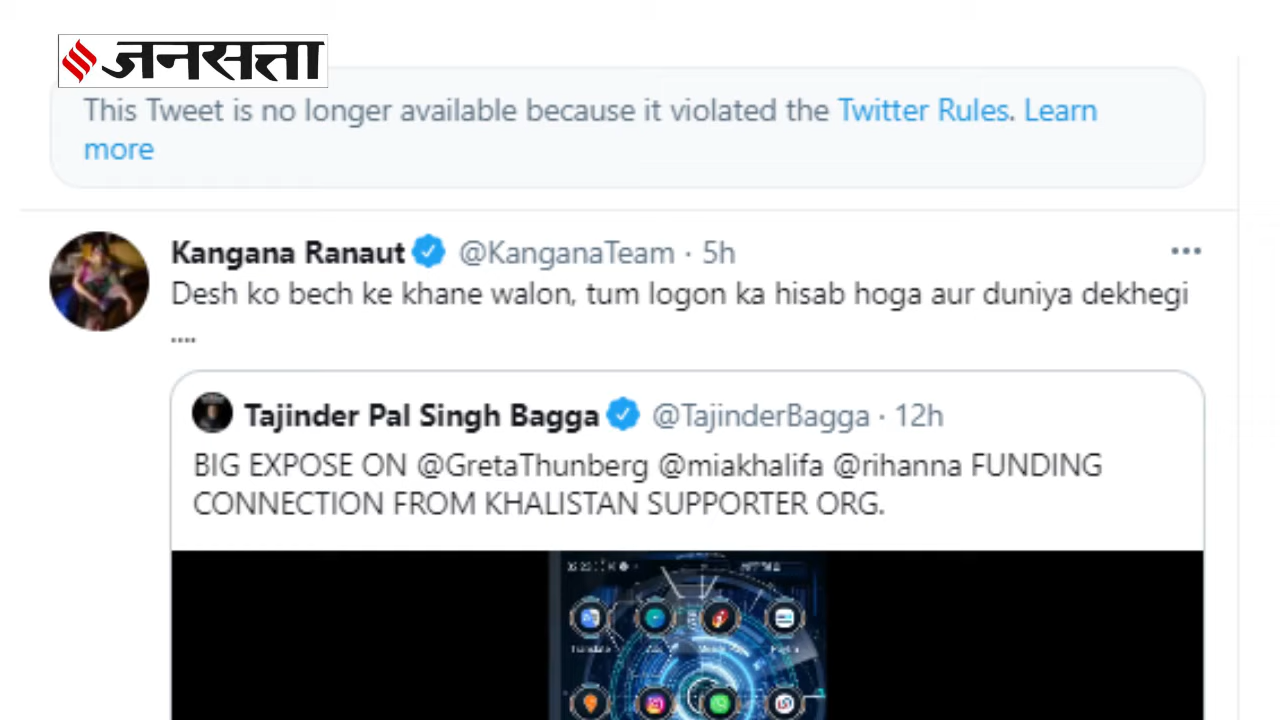 जनसत्ता
This Tweet is no longer available because it violated the Twitter Rules. Learn
more
Kangana Ranaut @KanganaTeam · 5h
Desh ko bech ke khane walon, tum logon ka hisab hoga aur duniya dekhegi
....
Tajinder Pal Singh Bagga @TajinderBagga · 12h
BIG EXPOSE ON @GretaThunberg @miakhalifa @rihanna FUNDING
CONNECTION FROM KHALISTAN SUPPORTER ORG.
Translate